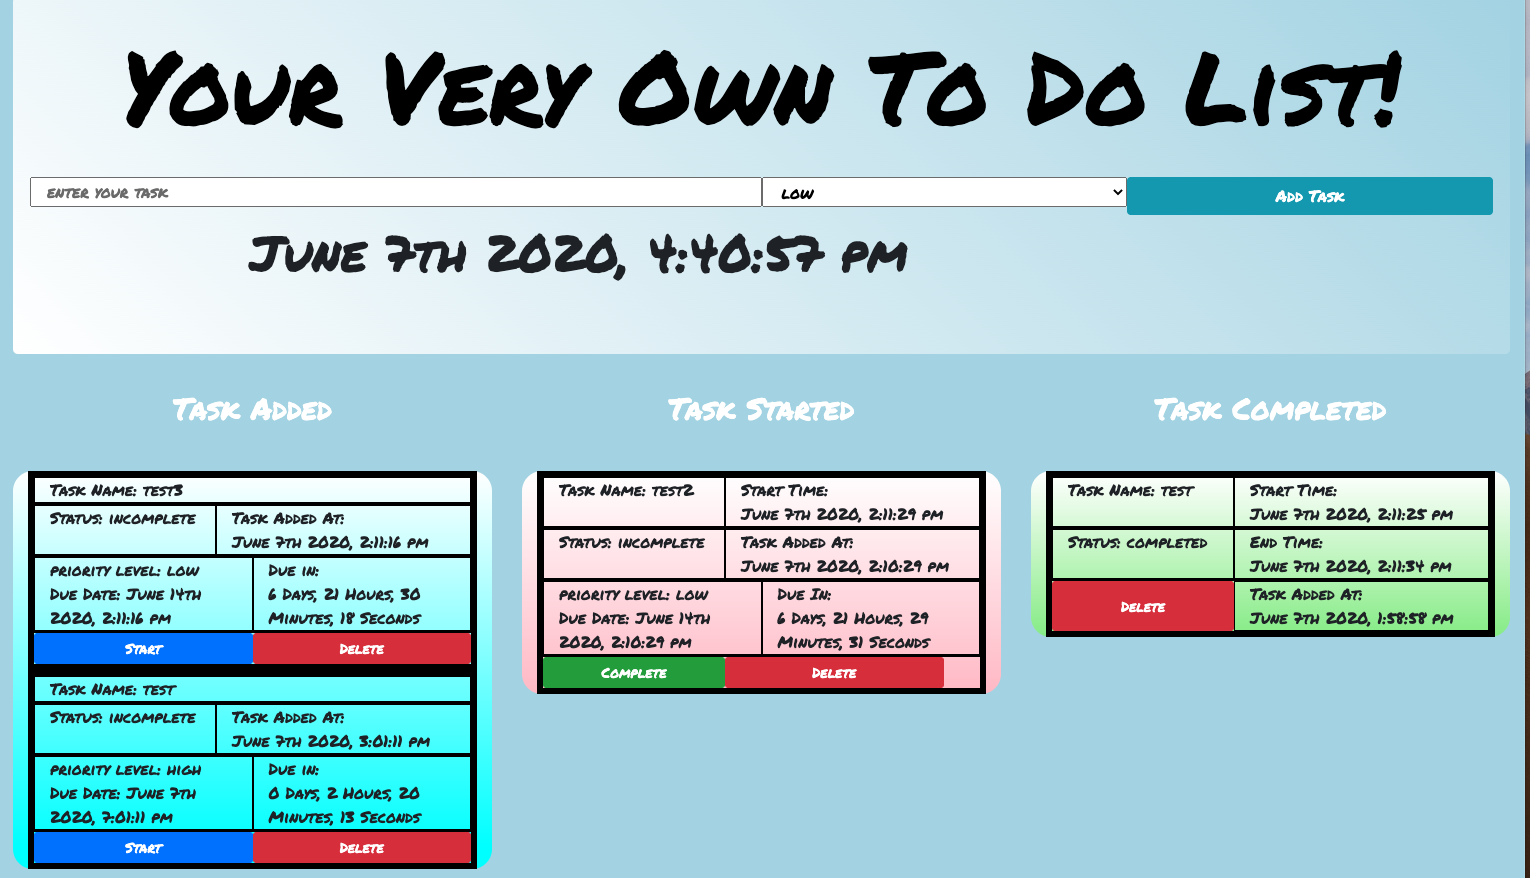 Your Very Own To Do List!
enter your task
low
Add Task
June 7th 2020, 4:40:57 pm
Task Added
Task Started
Task Completed
Task Name: test3
Status: incomplete
Task Added At:
June 7th 2020, 2:11:16 pm
priority level: low
Due Date: June 14th
2020, 2:11:16 pm
Due in:
6 Days, 21 Hours, 30
Minutes, 18 Seconds
Start
Delete
Task Name: test
Status: incomplete
Task Added At:
June 7th 2020, 3:01:11 pm
priority level: high
Due Date: June 7th
2020, 7:01:11 pm
Due in:
0 Days, 2 Hours, 20
Minutes, 13 Seconds
Start
Delete
Task Name: test2
Start Time:
June 7th 2020, 2:11:29 pm
Status: incomplete
Task Added At:
June 7th 2020, 2:10:29 pm
priority level: low
Due Date: June 14th
2020, 2:10:29 pm
Due In:
6 Days, 21 Hours, 29
Minutes, 31 Seconds
Complete
Delete
Task Name: test
Start Time:
June 7th 2020, 2:11:25 pm
Status: completed
End Time:
June 7th 2020, 2:11:34 pm
Delete
Task Added At:
June 7th 2020, 1:58:58 pm